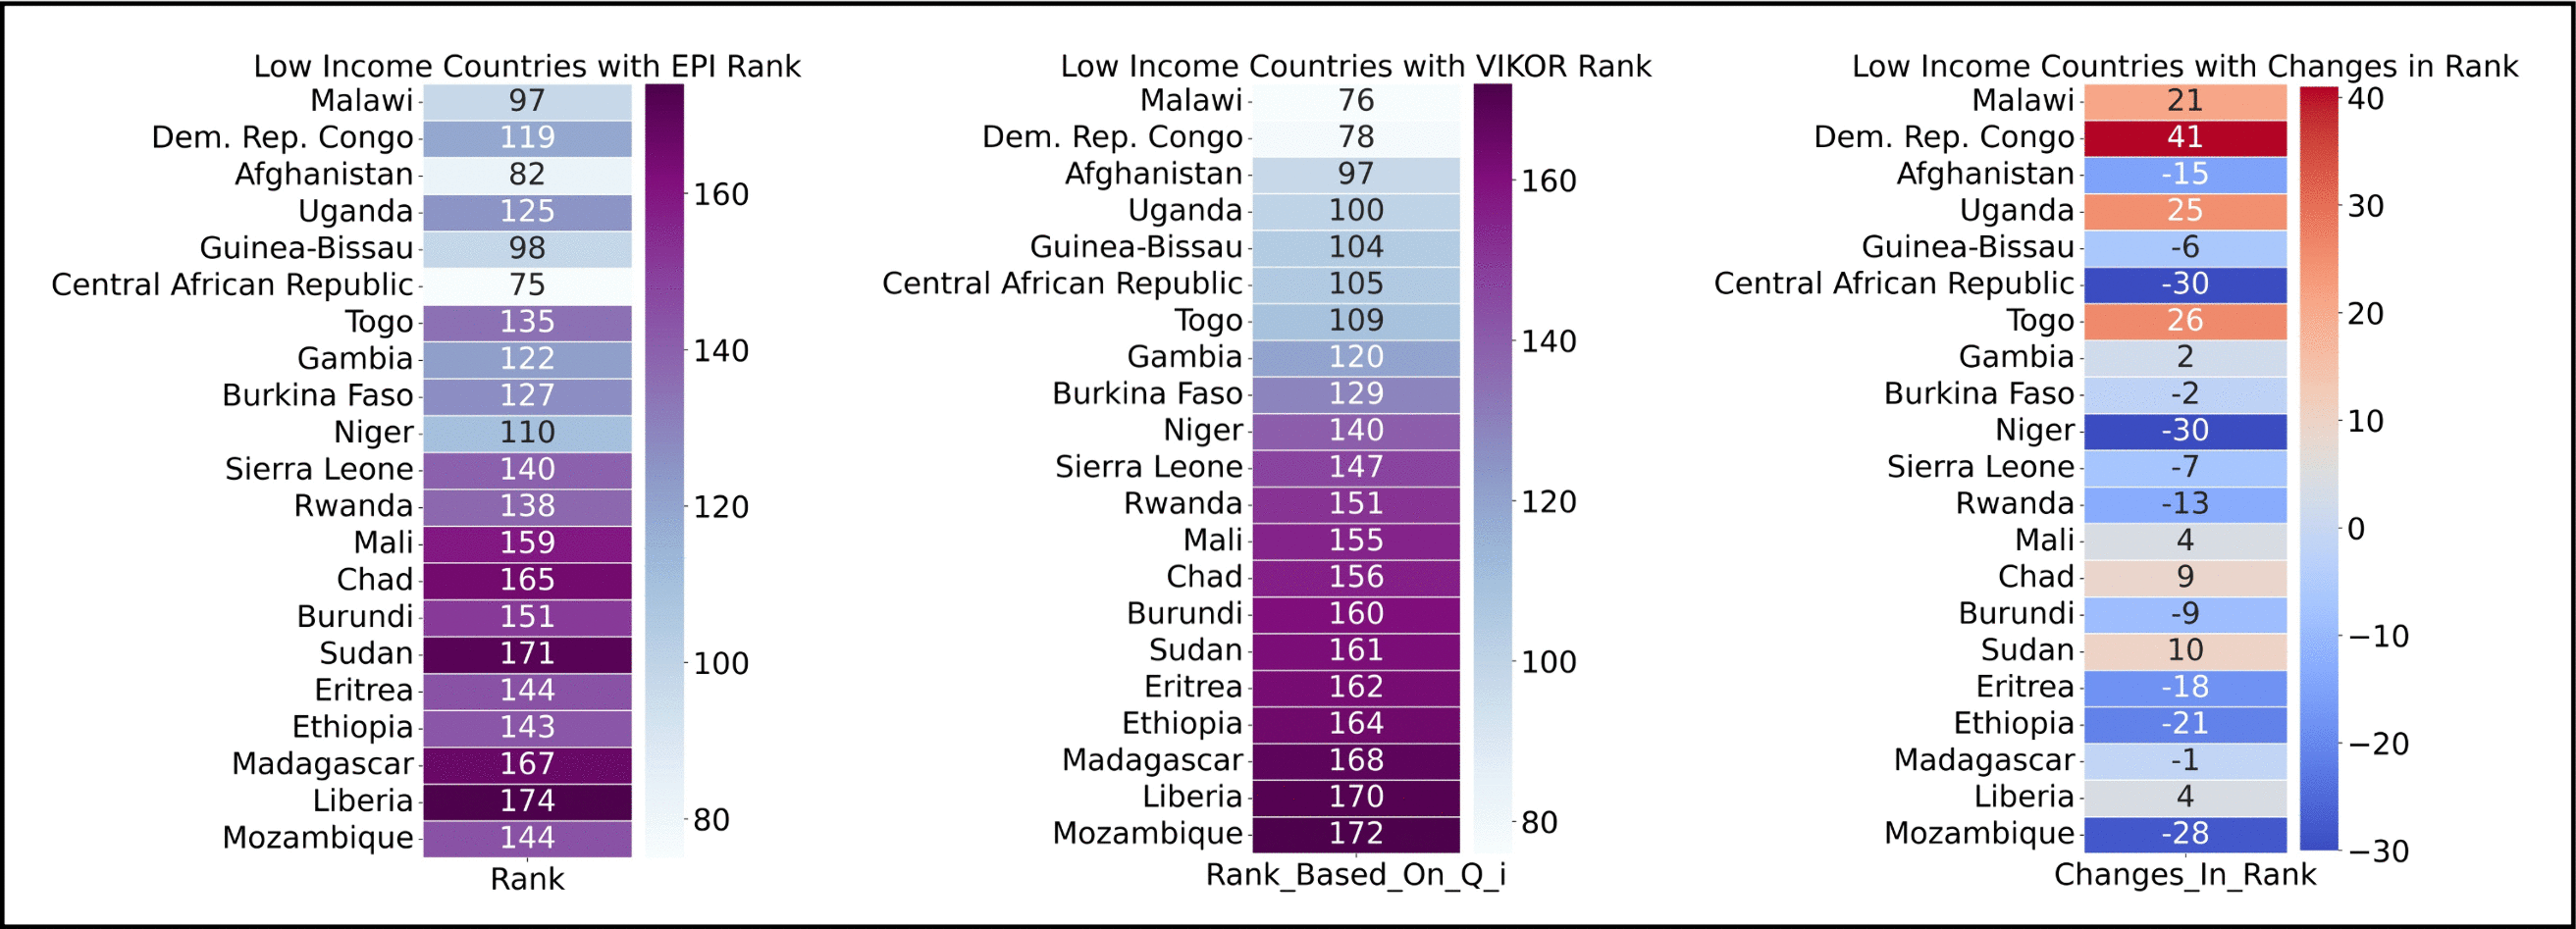 Low Income Countries with EPI Rank
Malawi 97
Dem. Rep. Congo 119
Afghanistan 82
Uganda 125
Guinea-Bissau 98
Central African Republic 75
Togo 135
Gambia 122
Burkina Faso 127
Niger 110
Sierra Leone 140
Rwanda 138
Mali 159
Chad 165
Burundi 151
Sudan 171
Eritrea 144
Ethiopia 143
Madagascar 167
Liberia 174
Mozambique 144
Rank
160
140
120
100
80
Low Income Countries with VIKOR Rank
Malawi 76
Dem. Rep. Congo 78
Afghanistan 97
Uganda 100
Guinea-Bissau 104
Central African Republic 105
Togo 109
Gambia 120
Burkina Faso 129
Niger 140
Sierra Leone 147
Rwanda 151
Mali 155
Chad 156
Burundi 160
Sudan 161
Eritrea 162
Ethiopia 164
Madagascar 168
Liberia 170
Mozambique 172
Rank_Based_On_Q_i
160
140
120
100
80
Low Income Countries with Changes in Rank
Malawi 21
Dem. Rep. Congo 41
Afghanistan -15
Uganda 25
Guinea-Bissau -6
Central African Republic -30
Togo 26
Gambia 2
Burkina Faso -2
Niger -30
Sierra Leone -7
Rwanda -13
Mali 4
Chad 9
Burundi -9
Sudan 10
Eritrea -18
Ethiopia -21
Madagascar -1
Liberia 4
Mozambique -28
Changes_In_Rank
40
30
20
10
0
−10
−20
−30